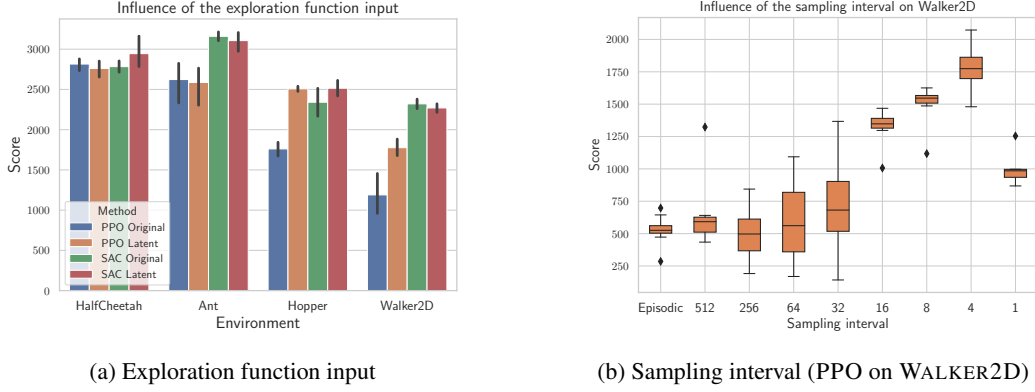 Influence of the exploration function input
3000
2500
2000
1500
1000
500
0
Score
Method
PPO Original
PPO Latent
SAC Original
SAC Latent
HalfCheetah Ant Hopper Walker2D
Environment
(a) Exploration function input
Influence of the sampling interval on Walker2D
2000
1750
1500
1250
1000
750
500
250
Score
Episodic 512 256 64 32 16 8 4 1
Sampling interval
(b) Sampling interval (PPO on WALKER2D)